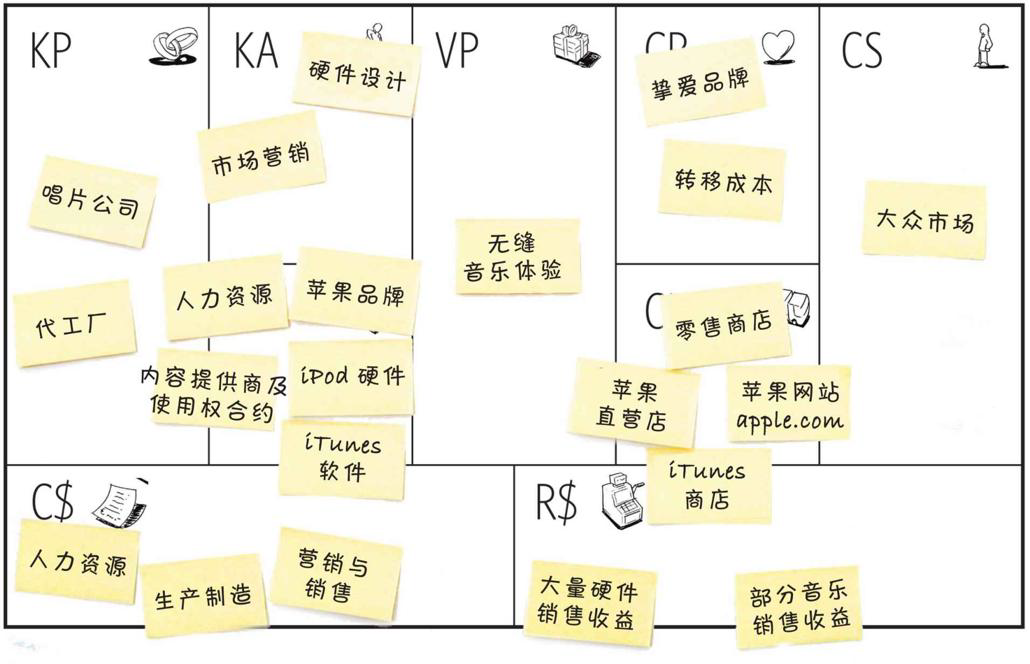 KP
唱片公司
代工厂
KA
硬件设计
市场营销
人力资源
苹果品牌
内容提供商及
使用权合约
iPod 硬件
iTunes
软件
VP
无缝
音乐体验
CR
挚爱品牌
转移成本
零售商店
苹果
直营店
苹果网站
apple.com
iTunes
商店
CS
大众市场
C$
人力资源
生产制造
营销与
销售
R$
大量硬件
销售收益
部分音乐
销售收益